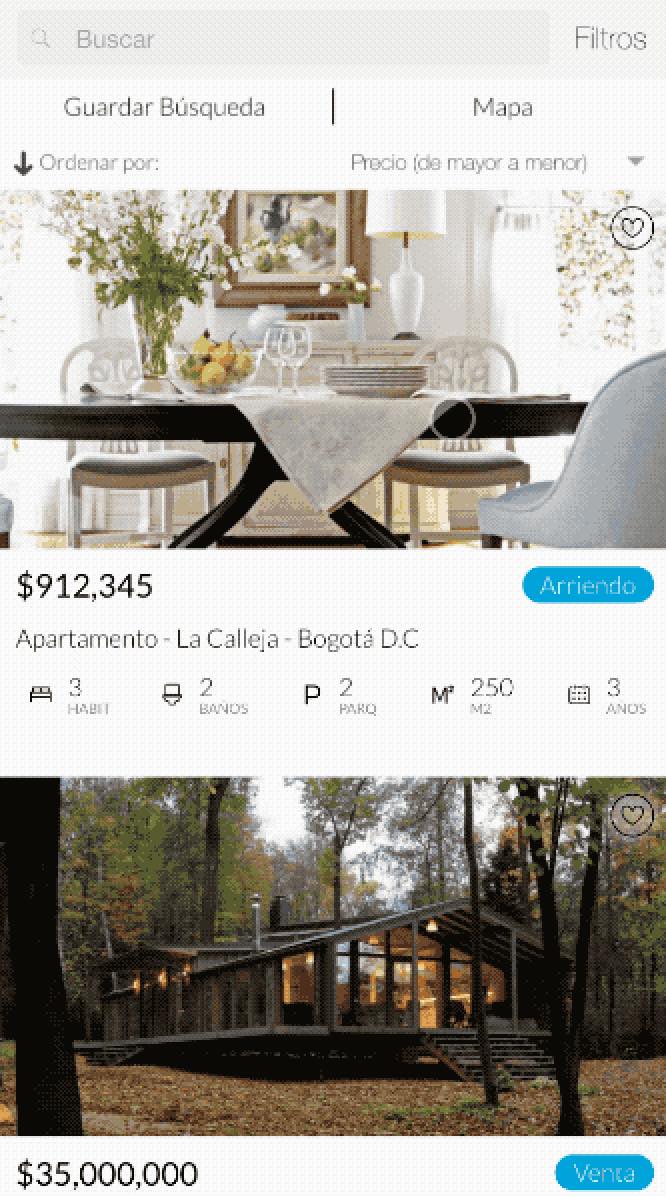 Buscar
Filtros
Guardar Búsqueda
Mapa
Ordenar por:
Precio (de mayor a menor)
$912,345
Arriendo
Apartamento - La Calleja - Bogotá D.C
3 HABIT
2 BAÑOS
P 2 PARQ
M² 250 M2
3 AÑOS
$35,000,000
Venta